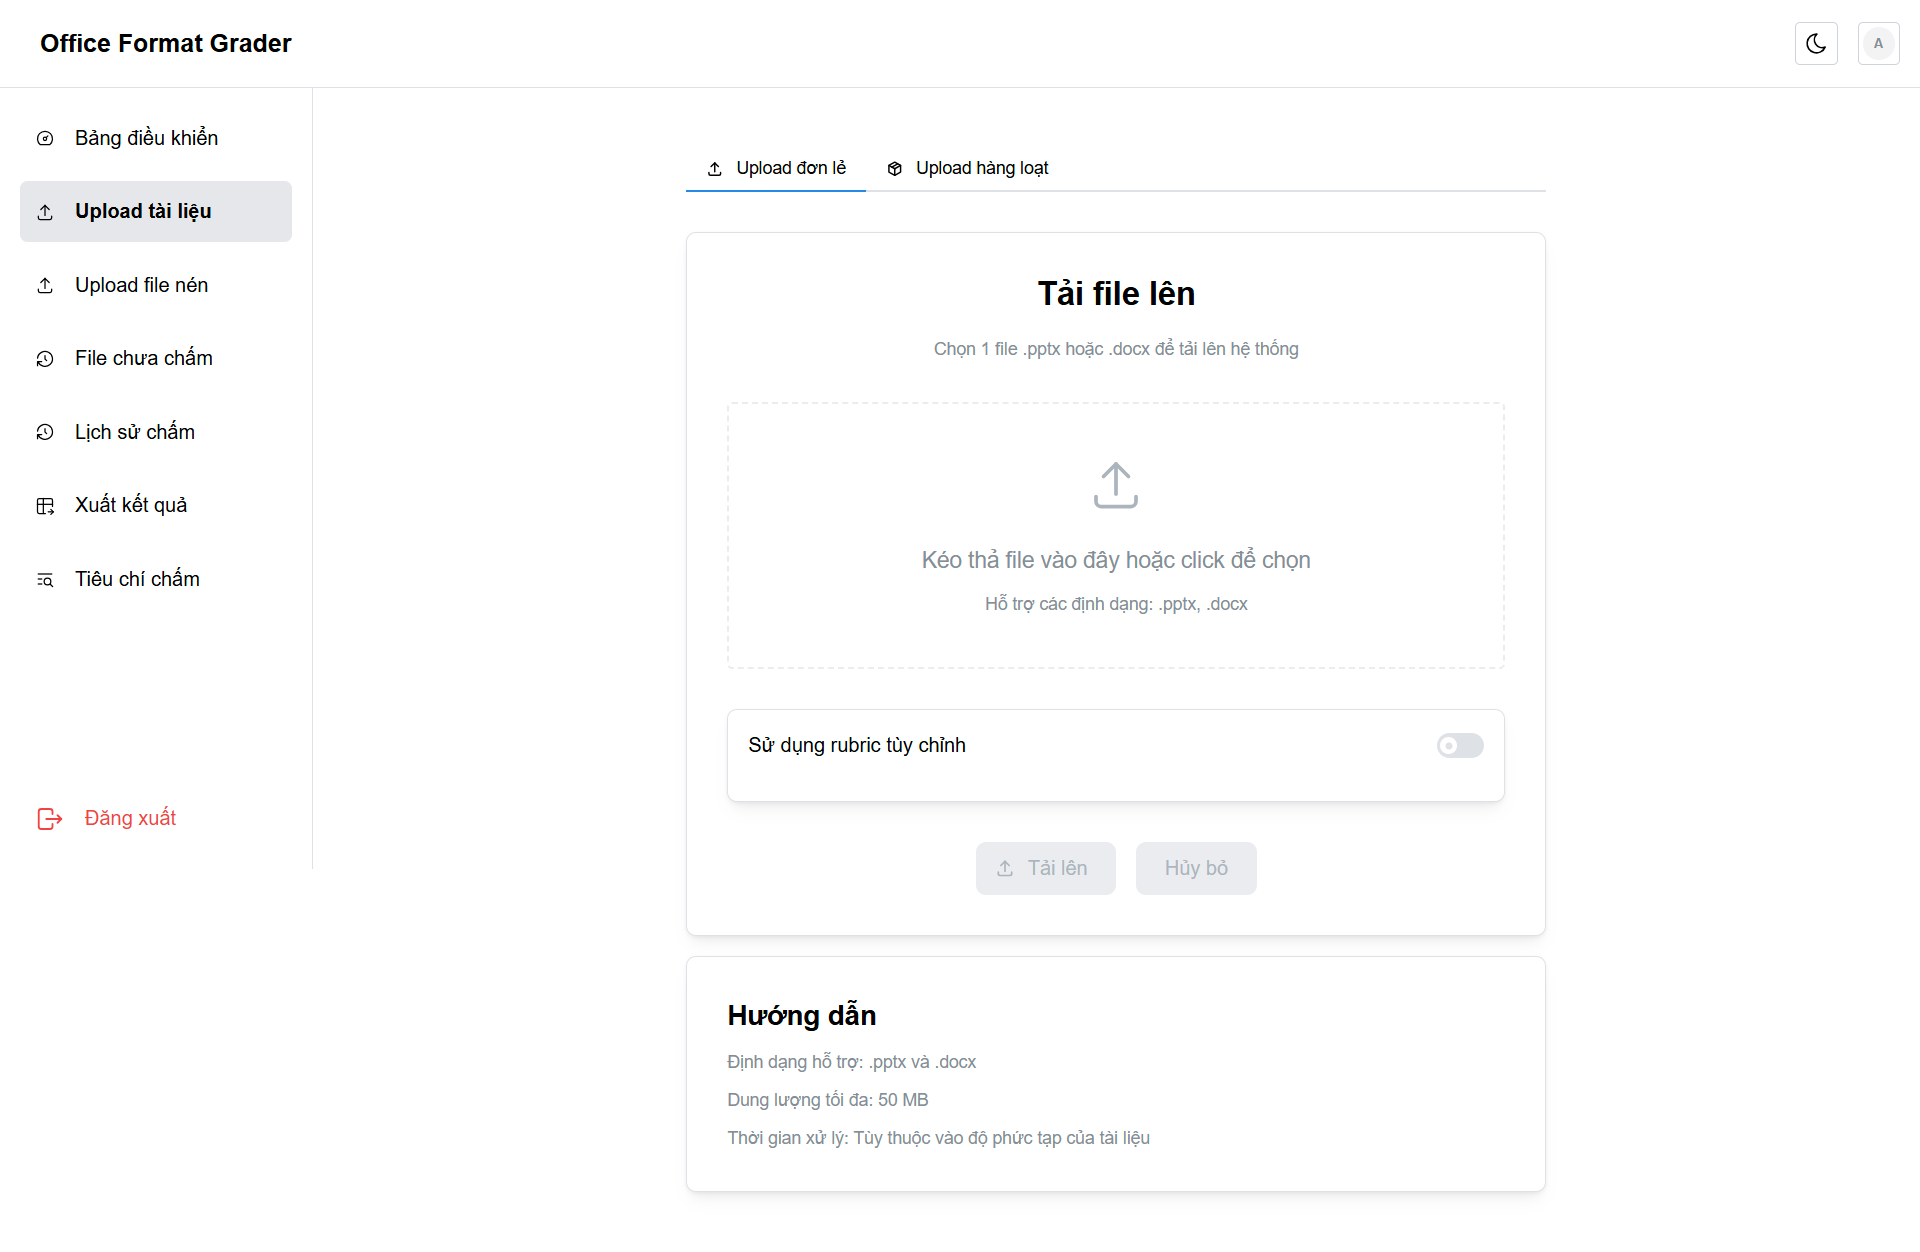 Office Format Grader
A
Bảng điều khiển
Upload tài liệu
Upload file nén
File chưa chấm
Lịch sử chấm
Xuất kết quả
Tiêu chí chấm
Đăng xuất
Upload đơn lẻ
Upload hàng loạt
Tải file lên
Chọn 1 file .pptx hoặc .docx để tải lên hệ thống
Kéo thả file vào đây hoặc click để chọn
Hỗ trợ các định dạng: .pptx, .docx
Sử dụng rubric tùy chỉnh
Tải lên
Hủy bỏ
Hướng dẫn
Định dạng hỗ trợ: .pptx và .docx
Dung lượng tối đa: 50 MB
Thời gian xử lý: Tùy thuộc vào độ phức tạp của tài liệu